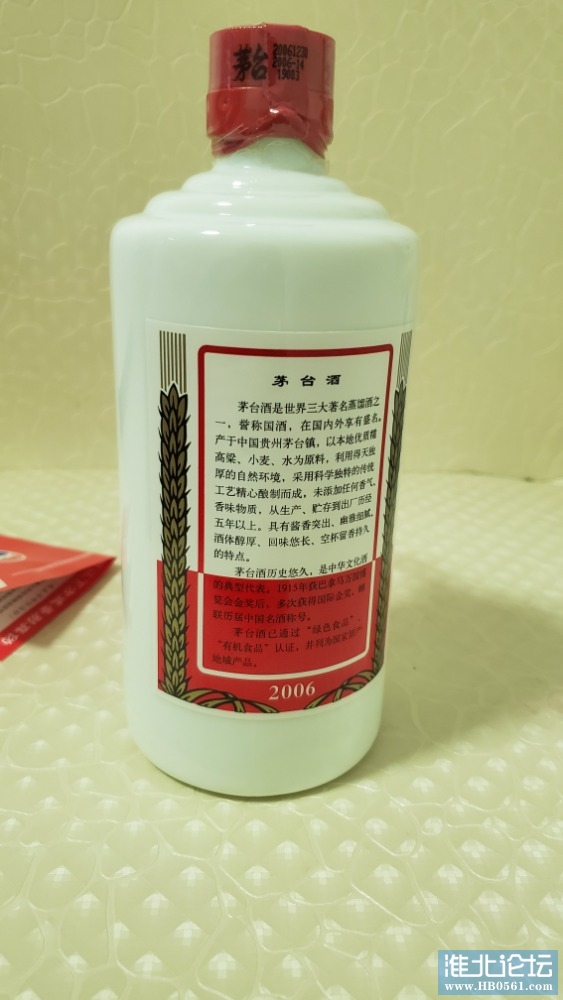 茅台
20061230
2006-14
19003
茅台酒
茅台酒是世界三大著名蒸馏酒之
一，誉称国酒，在国内外享有盛名。
产于中国贵州茅台镇，以本地优质糯
高粱、小麦、水为原料，利用得天独
厚的自然环境，采用科学独特的传统
工艺精心酿制而成，未添加任何香气、
香味物质，从生产、贮存到出厂历经
五年以上。具有酱香突出、幽雅细腻、
酒体醇厚、回味悠长、空杯留香持久
的特点。
茅台酒历史悠久，是中华文化酒
的典型代表，1915年获巴拿马万国博
览会金奖后，多次获得国际金奖，蝉
联历届中国名酒称号。
茅台酒已通过“绿色食品”、
“有机食品”认证，并列为国家原产
地域产品。
2006
淮北论坛
www.HB0561.com